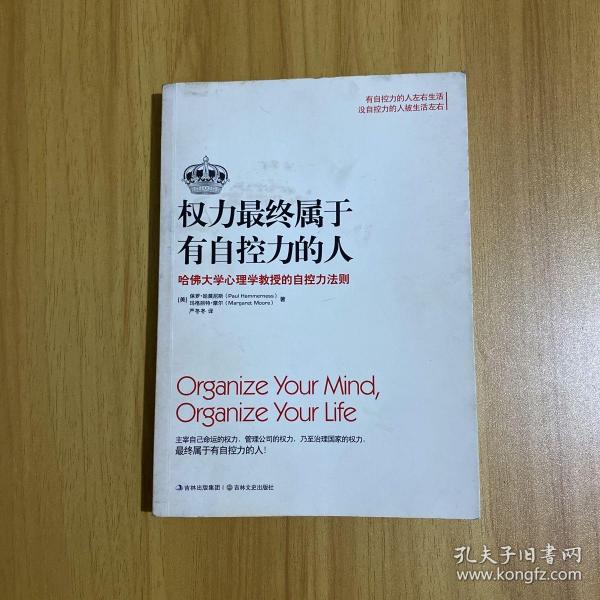 有自控力的人左右生活
没自控力的人被生活左右
权力最终属于
有自控力的人
哈佛大学心理学教授的自控力法则
[美] 保罗·哈莫尼斯（Paul Hammerness）
玛格丽特·摩尔（Margaret Moore） 著
严冬冬 译
Organize Your Mind,
Organize Your Life
主宰自己命运的权力，管理公司的权力，乃至治理国家的权力，
最终属于有自控力的人！
吉林出版集团 吉林文史出版社
孔夫子旧书网
www.kongfz.com